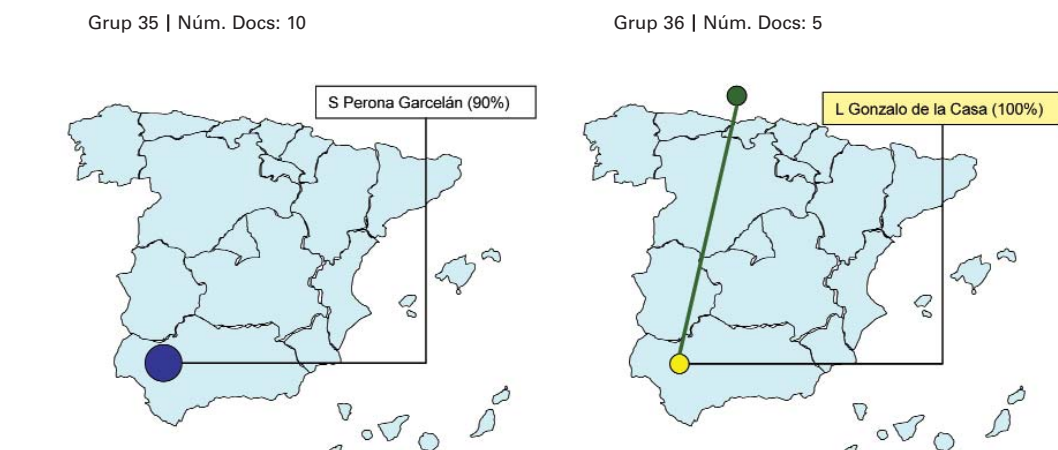 Grup 35 | Núm. Docs: 10
Grup 36 | Núm. Docs: 5
S Perona Garcelán (90%)
L Gonzalo de la Casa (100%)